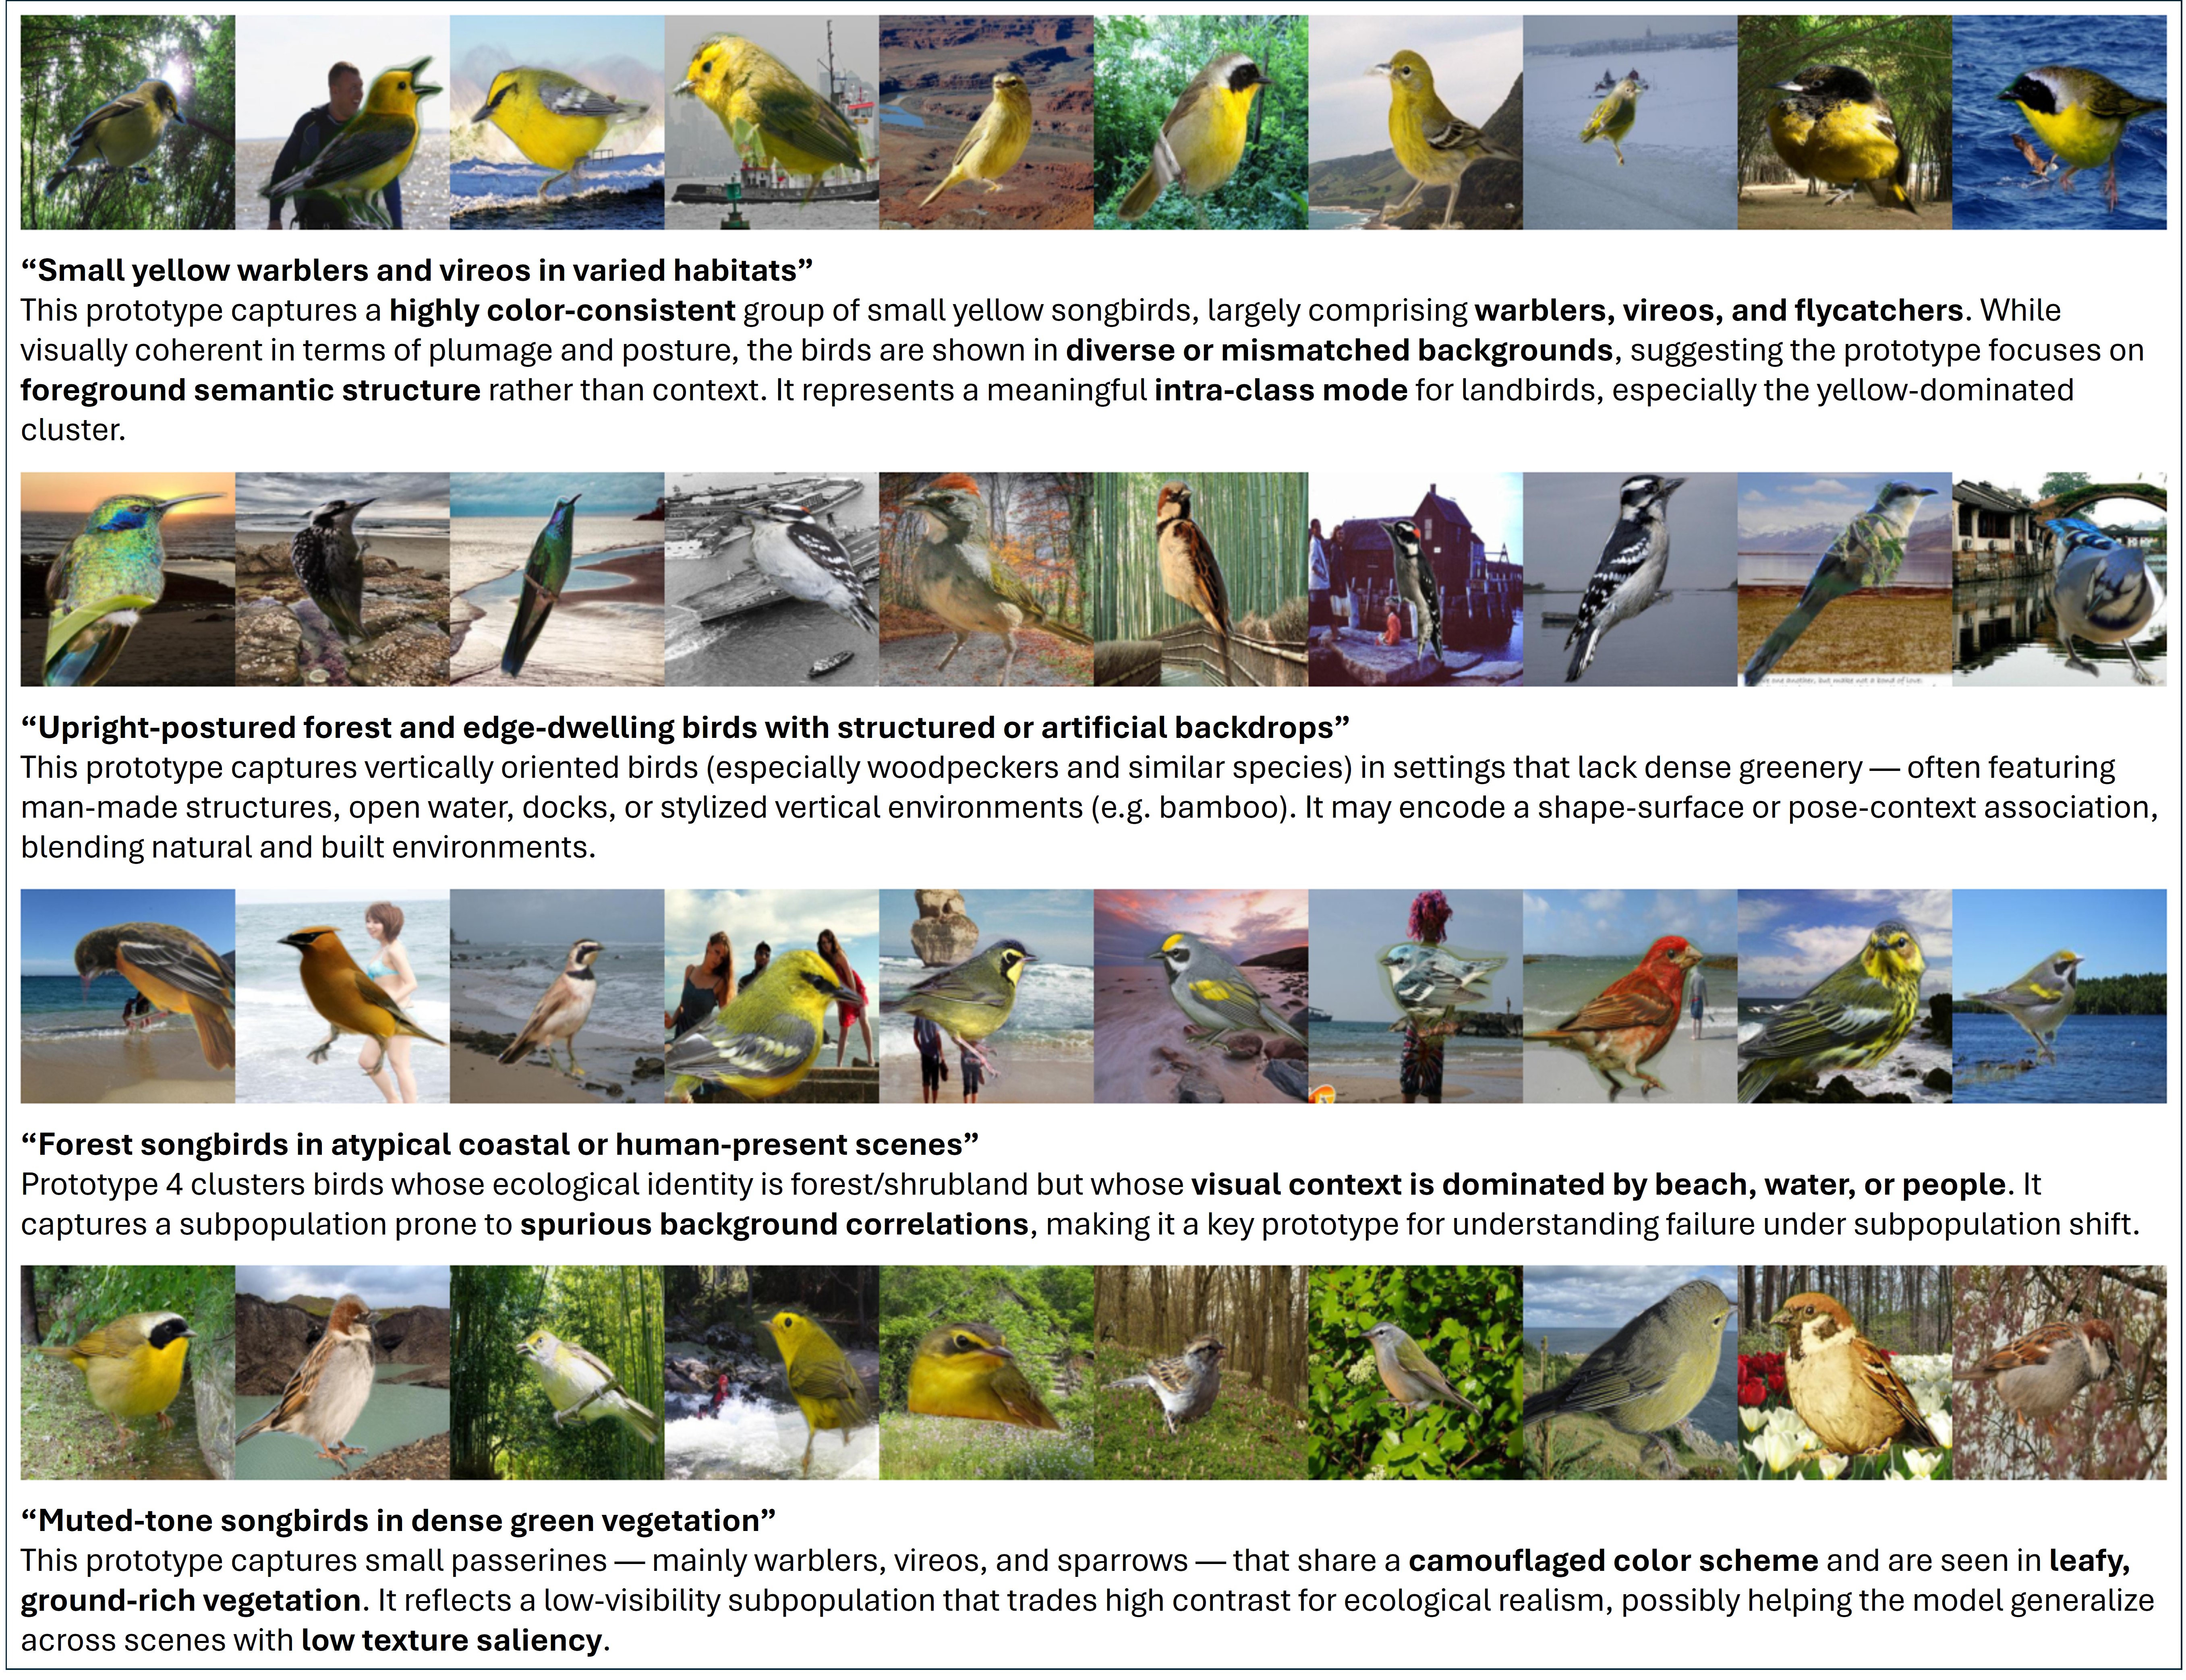 “Small yellow warblers and vireos in varied habitats”
This prototype captures a highly color-consistent group of small yellow songbirds, largely comprising warblers, vireos, and flycatchers. While
visually coherent in terms of plumage and posture, the birds are shown in diverse or mismatched backgrounds, suggesting the prototype focuses on
foreground semantic structure rather than context. It represents a meaningful intra-class mode for landbirds, especially the yellow-dominated
cluster.
ve one another, but make not a bond of love:
“Upright-postured forest and edge-dwelling birds with structured or artificial backdrops”
This prototype captures vertically oriented birds (especially woodpeckers and similar species) in settings that lack dense greenery — often featuring
man-made structures, open water, docks, or stylized vertical environments (e.g. bamboo). It may encode a shape-surface or pose-context association,
blending natural and built environments.
“Forest songbirds in atypical coastal or human-present scenes”
Prototype 4 clusters birds whose ecological identity is forest/shrubland but whose visual context is dominated by beach, water, or people. It
captures a subpopulation prone to spurious background correlations, making it a key prototype for understanding failure under subpopulation shift.
“Muted-tone songbirds in dense green vegetation”
This prototype captures small passerines — mainly warblers, vireos, and sparrows — that share a camouflaged color scheme and are seen in leafy,
ground-rich vegetation. It reflects a low-visibility subpopulation that trades high contrast for ecological realism, possibly helping the model generalize
across scenes with low texture saliency.